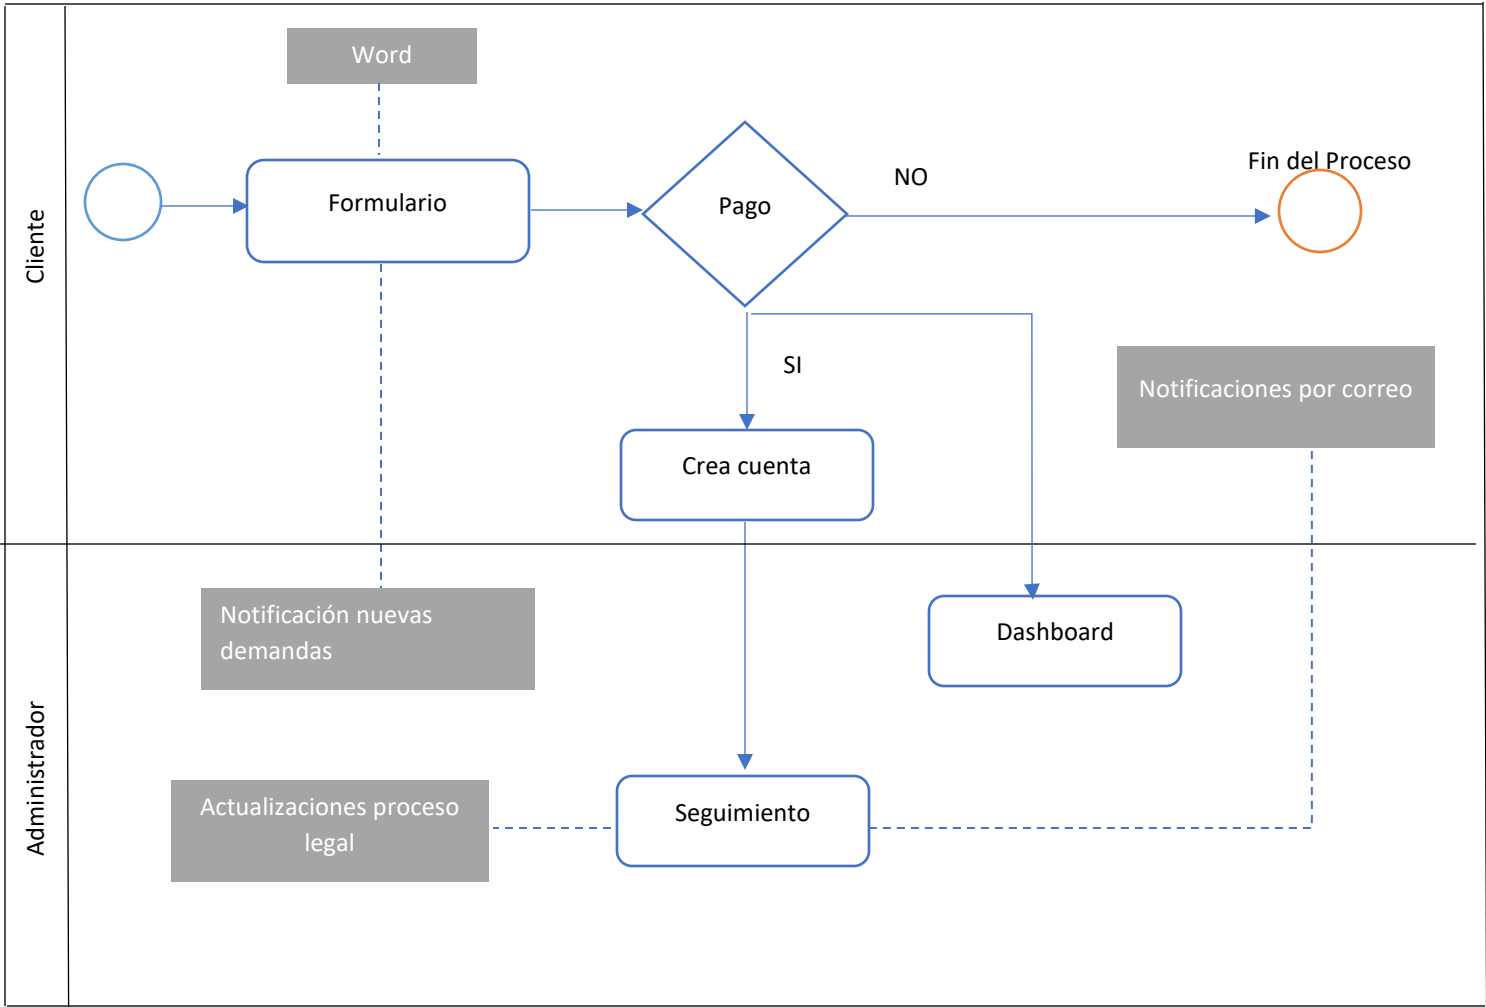 Word
Cliente
Formulario
Pago
NO
Fin del Proceso
SI
Notificaciones por correo
Crea cuenta
Administrador
Notificación nuevas
demandas
Dashboard
Actualizaciones proceso
legal
Seguimiento